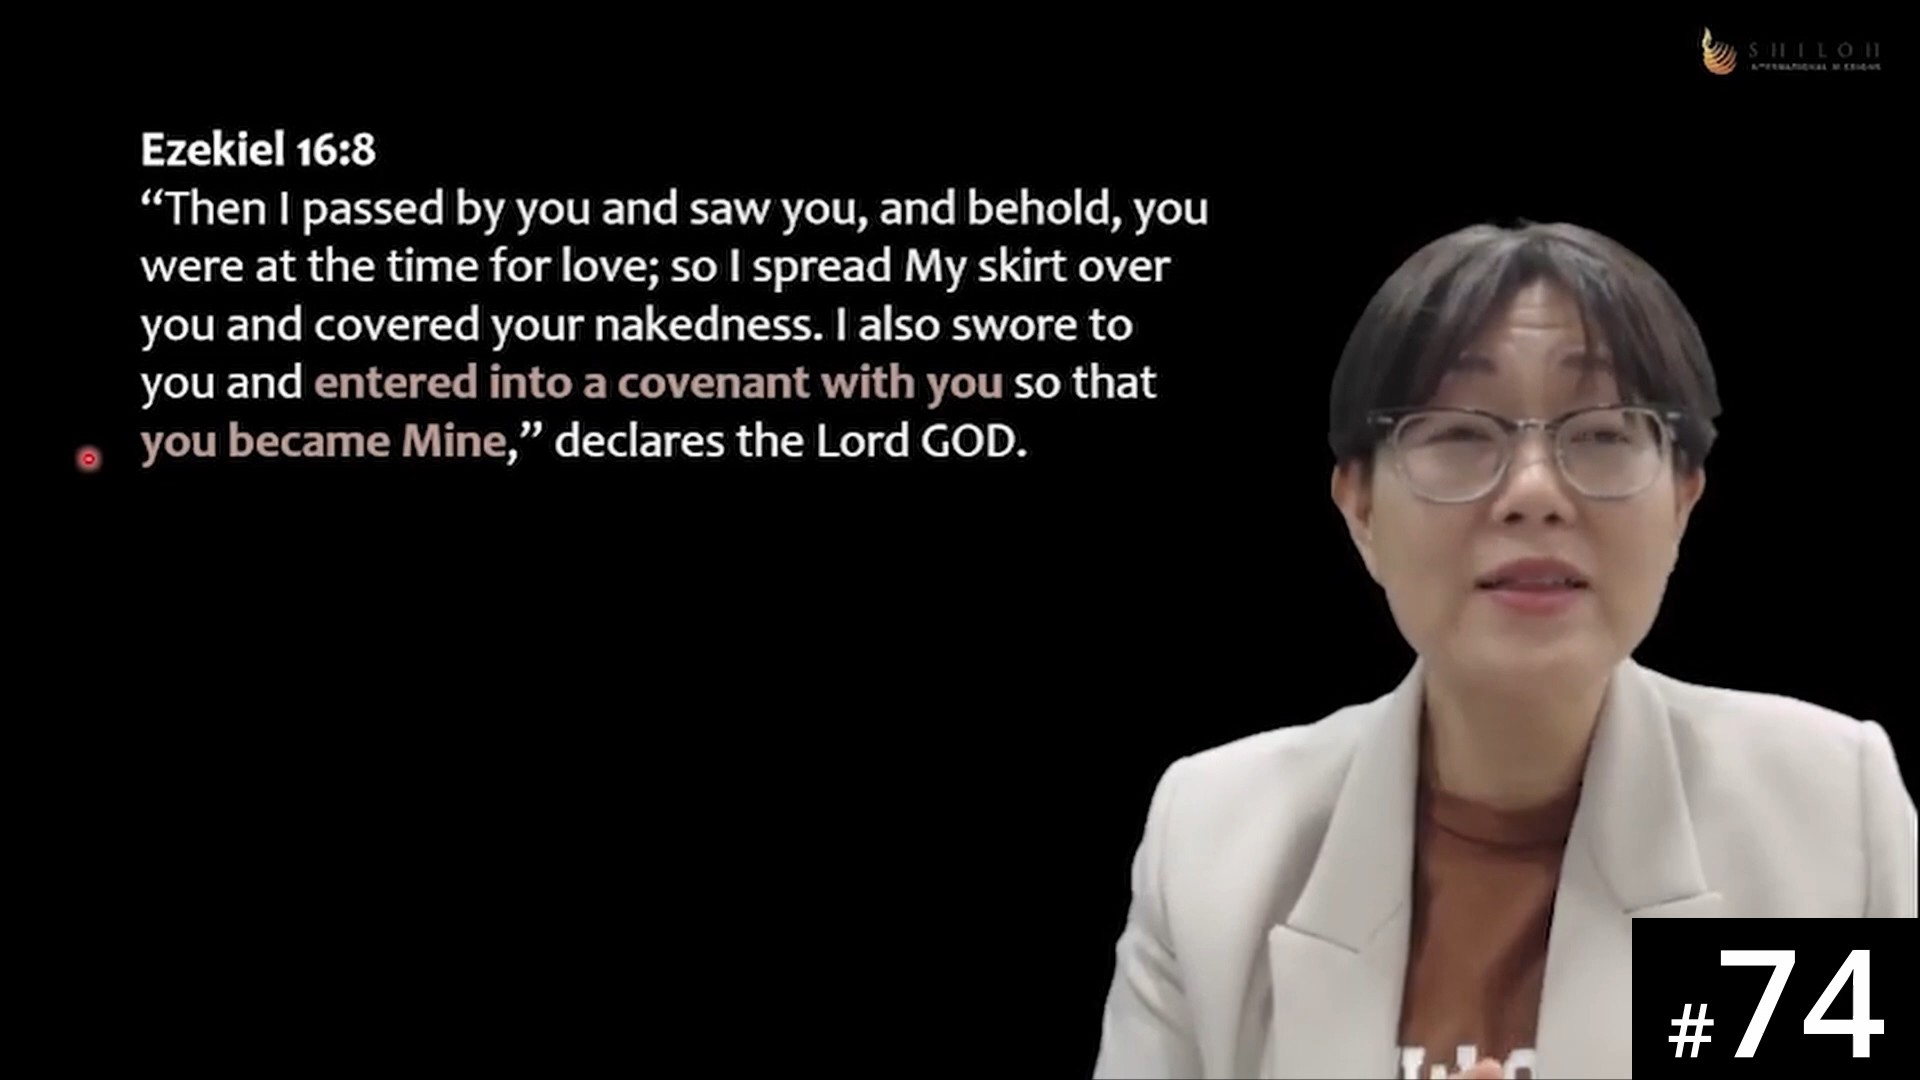 SHILOH
INTERNATIONAL MISSIONS
Ezekiel 16:8
“Then I passed by you and saw you, and behold, you
were at the time for love; so I spread My skirt over
you and covered your nakedness. I also swore to
you and entered into a covenant with you so that
you became Mine,” declares the Lord GOD.
#74